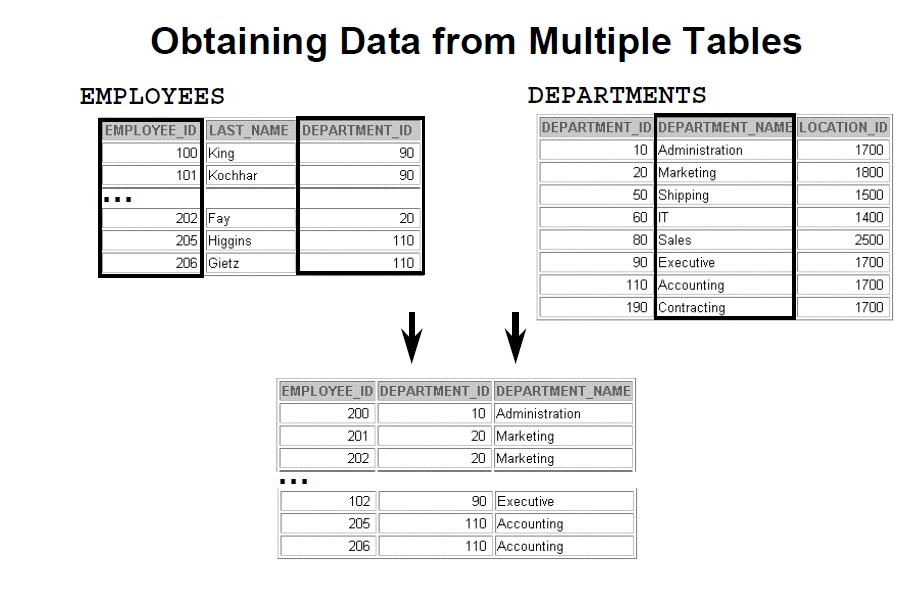 Obtaining Data from Multiple Tables
EMPLOYEES
EMPLOYEE_ID LAST_NAME DEPARTMENT_ID
100 King 90
101 Kochhar 90
...
202 Fay 20
205 Higgins 110
206 Gietz 110
DEPARTMENTS
DEPARTMENT_ID DEPARTMENT_NAME LOCATION_ID
10 Administration 1700
20 Marketing 1800
50 Shipping 1500
60 IT 1400
80 Sales 2500
90 Executive 1700
110 Accounting 1700
190 Contracting 1700
EMPLOYEE_ID DEPARTMENT_ID DEPARTMENT_NAME
200 10 Administration
201 20 Marketing
202 20 Marketing
...
102 90 Executive
205 110 Accounting
206 110 Accounting